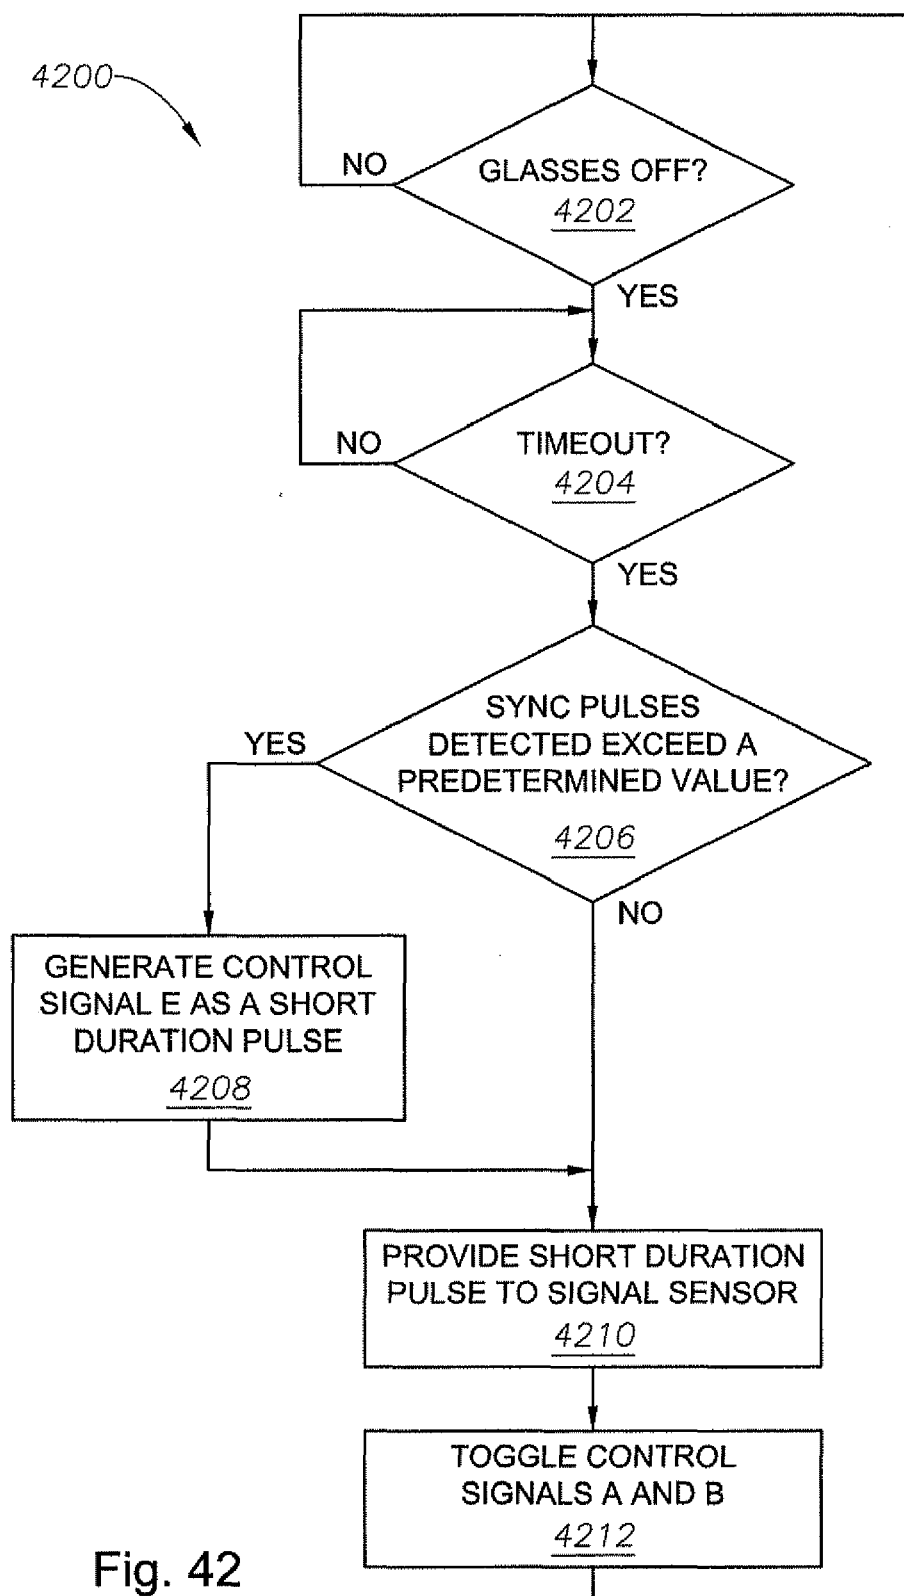 4200
NO
GLASSES OFF?
4202
YES
NO
TIMEOUT?
4204
YES
YES
SYNC PULSES
DETECTED EXCEED A
PREDETERMINED VALUE?
4206
NO
GENERATE CONTROL
SIGNAL E AS A SHORT
DURATION PULSE
4208
PROVIDE SHORT DURATION
PULSE TO SIGNAL SENSOR
4210
TOGGLE CONTROL
SIGNALS A AND B
4212
Fig. 42